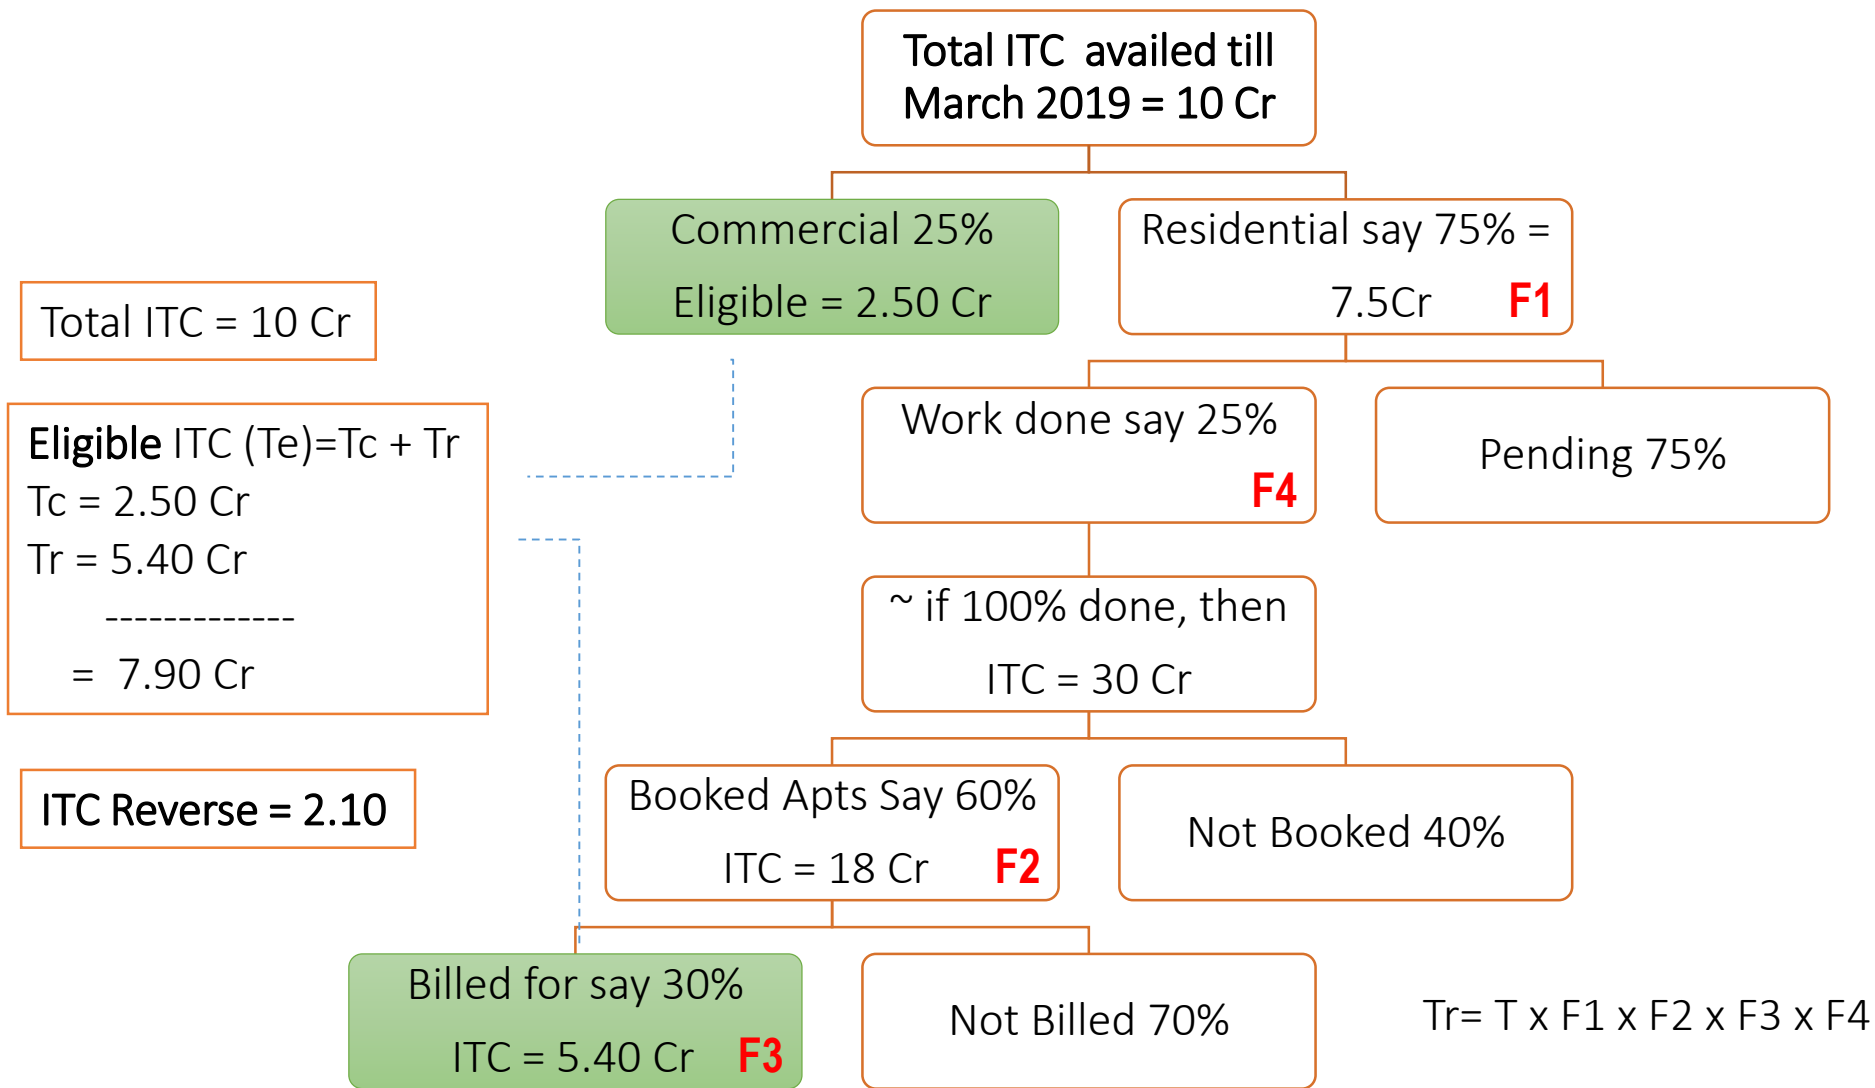 Total ITC availed till
March 2019 = 10 Cr
Commercial 25%
Eligible = 2.50 Cr
Residential say 75% =
7.5Cr F1
Total ITC = 10 Cr
Work done say 25%
F4
Pending 75%
Eligible ITC (Te)=Tc + Tr
Tc = 2.50 Cr
Tr = 5.40 Cr
-------------
= 7.90 Cr
~ if 100% done, then
ITC = 30 Cr
ITC Reverse = 2.10
Booked Apts Say 60%
ITC = 18 Cr F2
Not Booked 40%
Billed for say 30%
ITC = 5.40 Cr F3
Not Billed 70%
Tr= T x F1 x F2 x F3 x F4